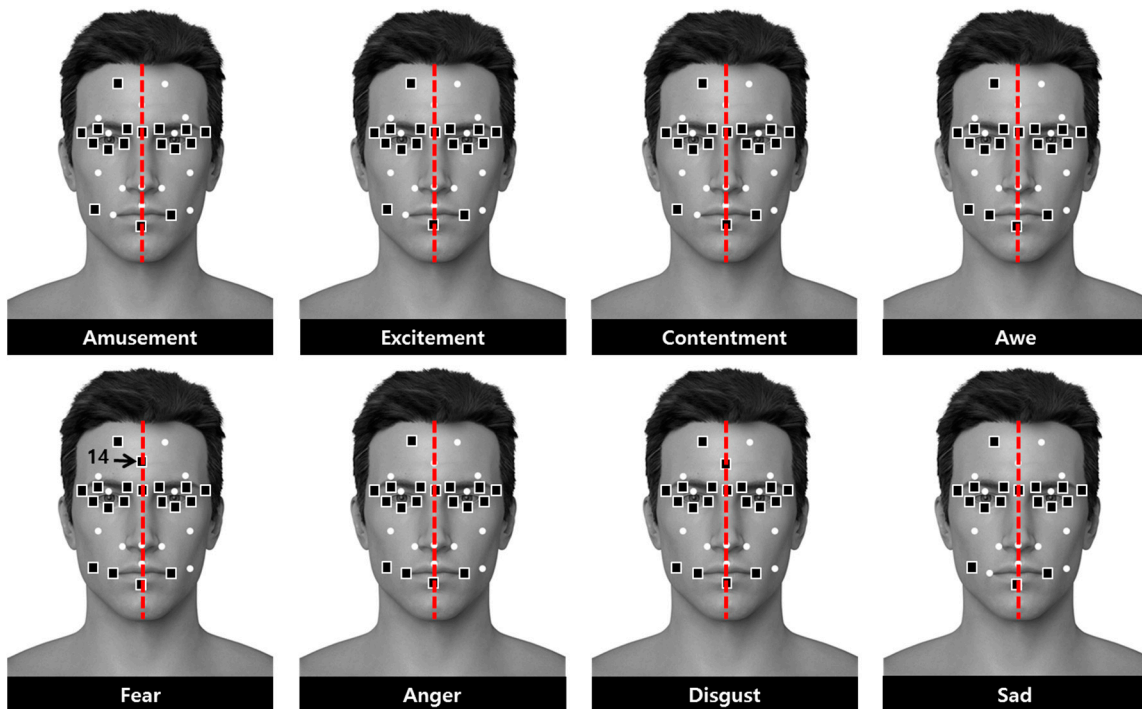 Amusement
Excitement
Contentment
Awe
14
Fear
Anger
Disgust
Sad